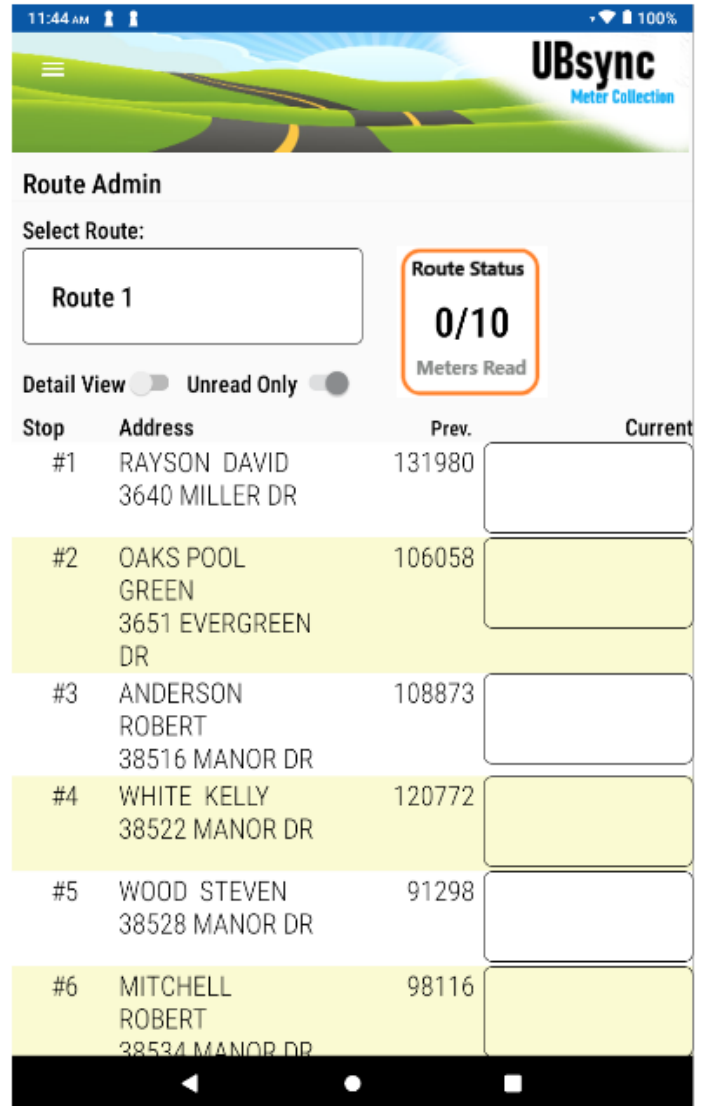 11:44 AM 100%
UBsync
Meter Collection
Route Admin
Select Route:
Route 1
Route Status
0/10
Meters Read
Detail View Unread Only
Stop Address Prev. Current
#1 RAYSON DAVID 131980
3640 MILLER DR
#2 OAKS POOL 106058
GREEN
3651 EVERGREEN
DR
#3 ANDERSON 108873
ROBERT
38516 MANOR DR
#4 WHITE KELLY 120772
38522 MANOR DR
#5 WOOD STEVEN 91298
38528 MANOR DR
#6 MITCHELL 98116
ROBERT
38534 MANOR DR